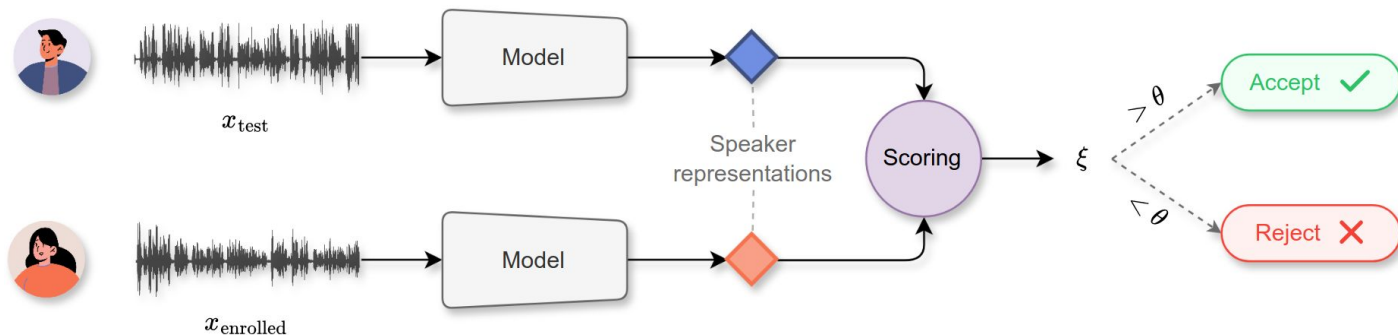 x_test
Model
Speaker
representations
Scoring
ξ
> θ
Accept
< θ
Reject
x_enrolled
Model